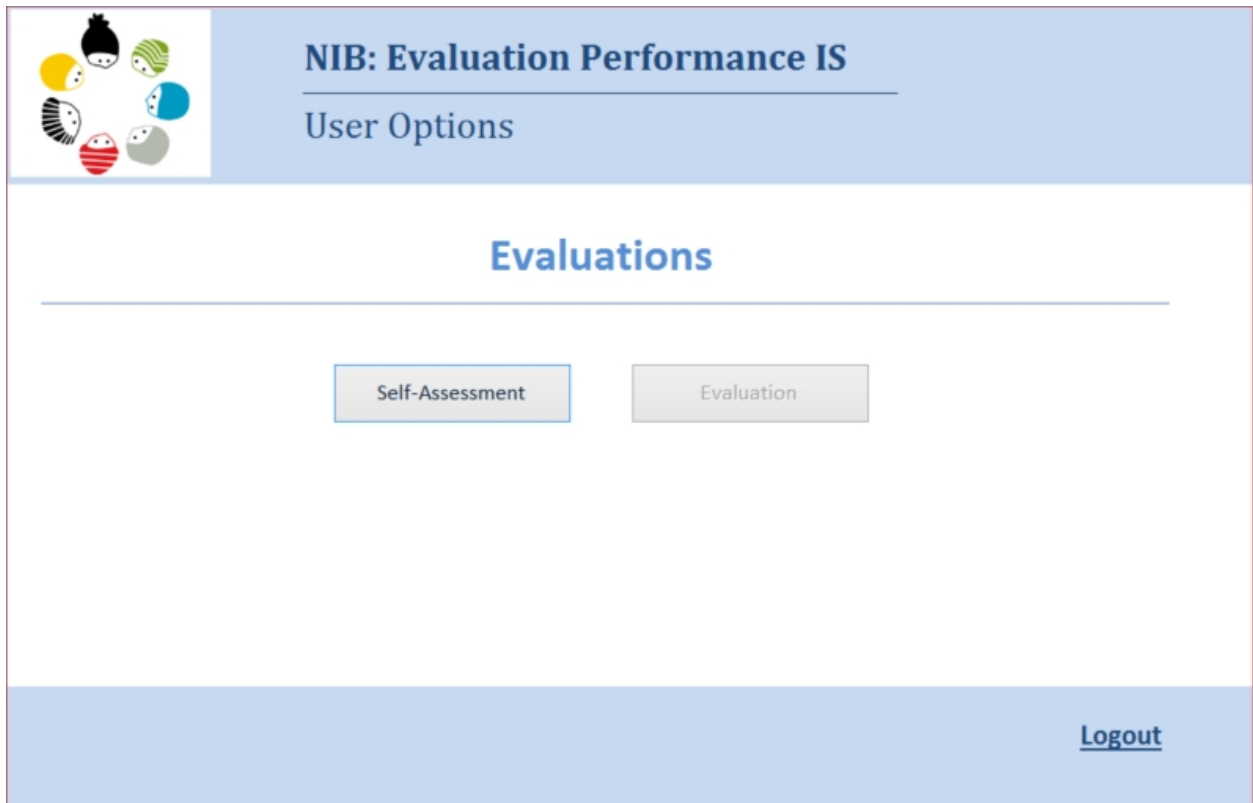 NIB: Evaluation Performance IS
User Options
Evaluations
Self-Assessment
Evaluation
Logout